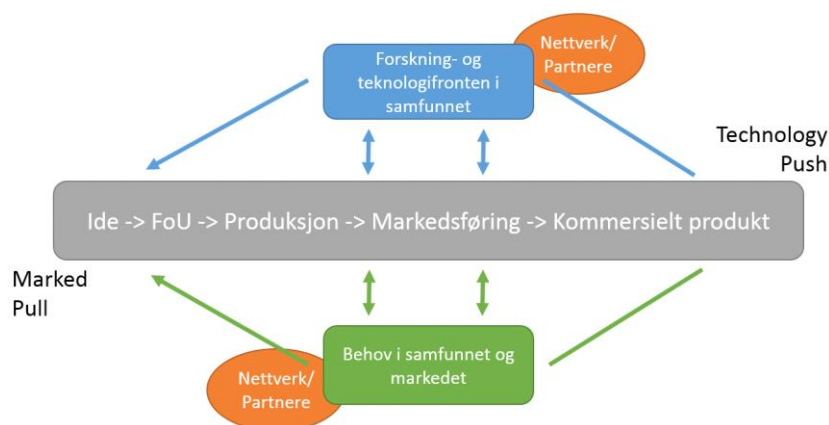 Nettverk/
Partnere
Forskning- og
teknologifronten i
samfunnet
Technology
Push
Ide -> FoU -> Produksjon -> Markedsføring -> Kommersielt produkt
Marked
Pull
Behov i samfunnet og
markedet
Nettverk/
Partnere